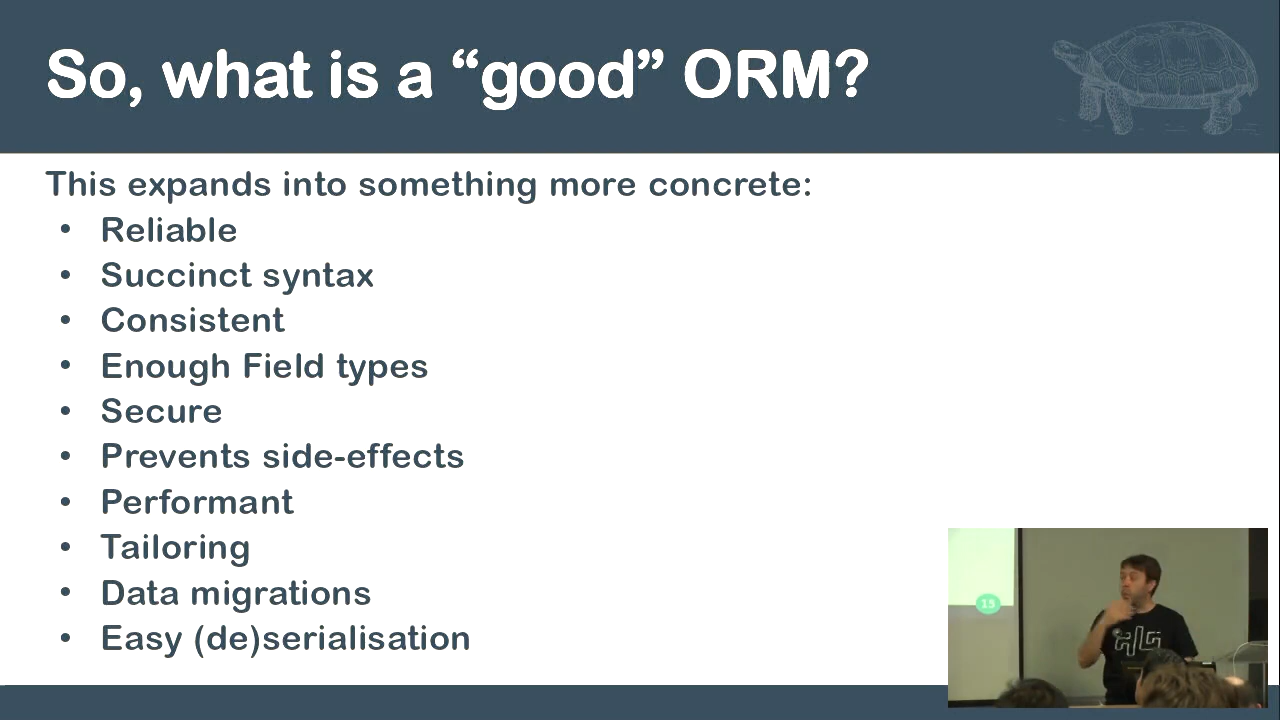 So, what is a “good” ORM?
This expands into something more concrete:
• Reliable
• Succinct syntax
• Consistent
• Enough Field types
• Secure
• Prevents side-effects
• Performant
• Tailoring
• Data migrations
• Easy (de)serialisation
15